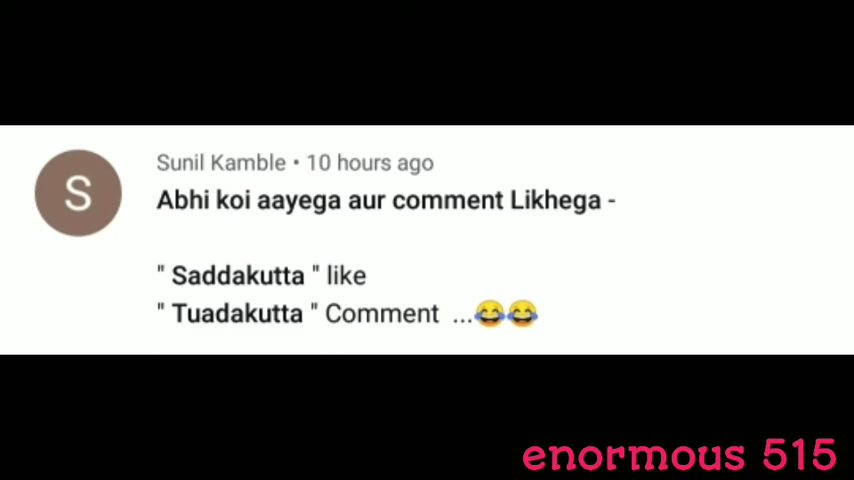 S
Sunil Kamble • 10 hours ago
Abhi koi aayega aur comment Likhega -
" Saddakutta " like
" Tuadakutta " Comment ...😂😂
enormous 515